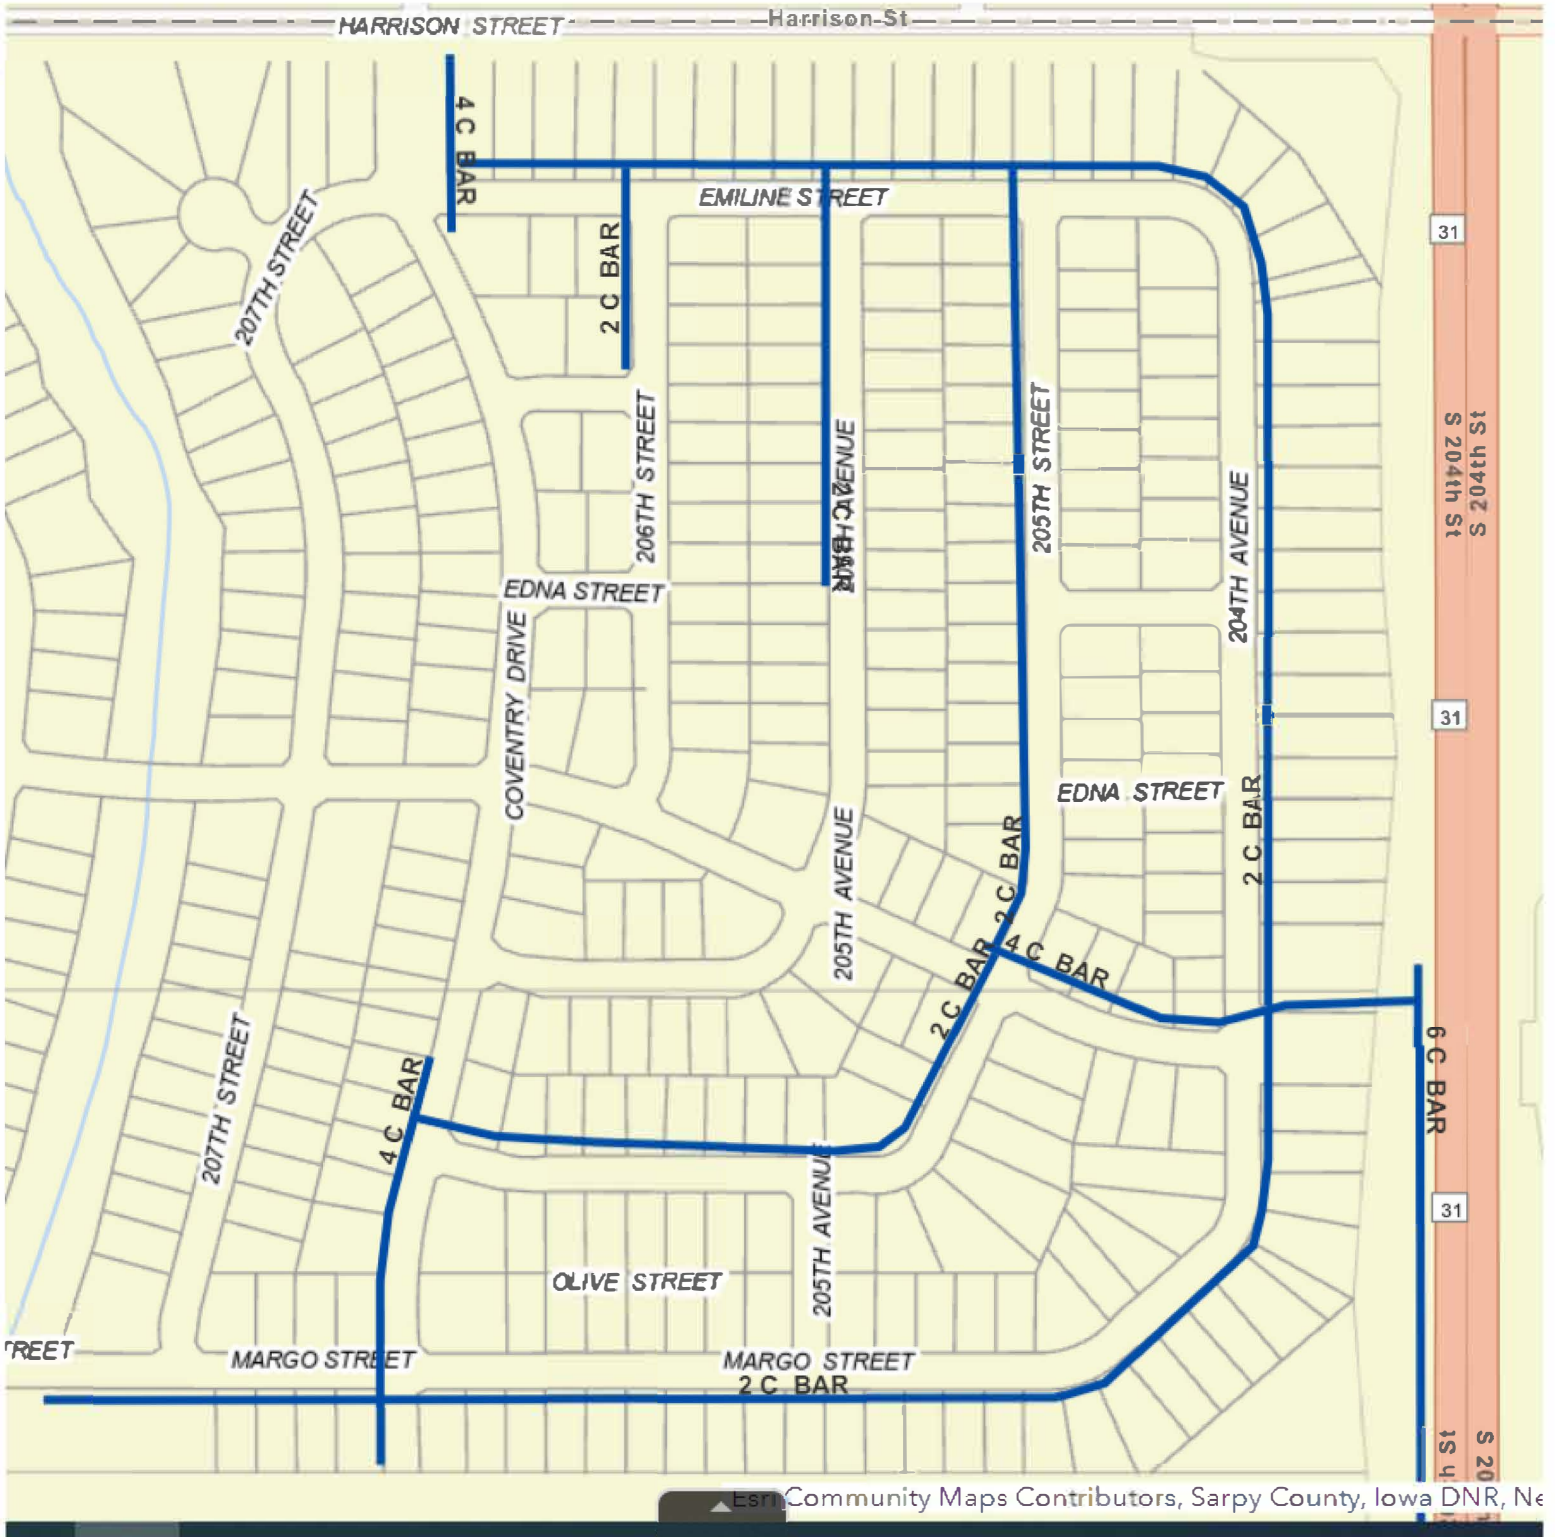 HARRISON STREET
Harrison-St
4 C BAR
EMILINE STREET
207TH STREET
2 C BAR
31
206TH STREET
2 C BAR
205TH STREET
204TH AVENUE
S 204th St
S 204th St
EDNA STREET
COVENTRY DRIVE
31
EDNA STREET
2 C BAR
2 C BAR
205TH AVENUE
4 C BAR
2 C BAR
207TH STREET
4 C BAR
6 C BAR
205TH AVENUE
31
OLIVE STREET
TREET
MARGO STREET
MARGO STREET
2 C BAR
S 20
Esri Community Maps Contributors, Sarpy County, Iowa DNR, Ne